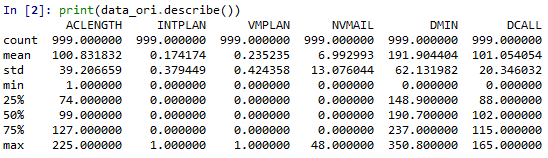 In [2]: print(data_ori.describe())
ACLENGTH INTPLAN VMPLAN NVMAIL DMIN DCALL
count 999.000000 999.000000 999.000000 999.000000 999.000000 999.000000
mean 100.831832 0.174174 0.235235 6.992993 191.904404 101.054054
std 39.206659 0.379449 0.424358 13.076044 62.131982 20.346032
min 1.000000 0.000000 0.000000 0.000000 0.000000 0.000000
25% 74.000000 0.000000 0.000000 0.000000 148.900000 88.000000
50% 99.000000 0.000000 0.000000 0.000000 190.700000 102.000000
75% 127.000000 0.000000 0.000000 0.000000 237.000000 115.000000
max 225.000000 1.000000 1.000000 48.000000 350.800000 165.000000